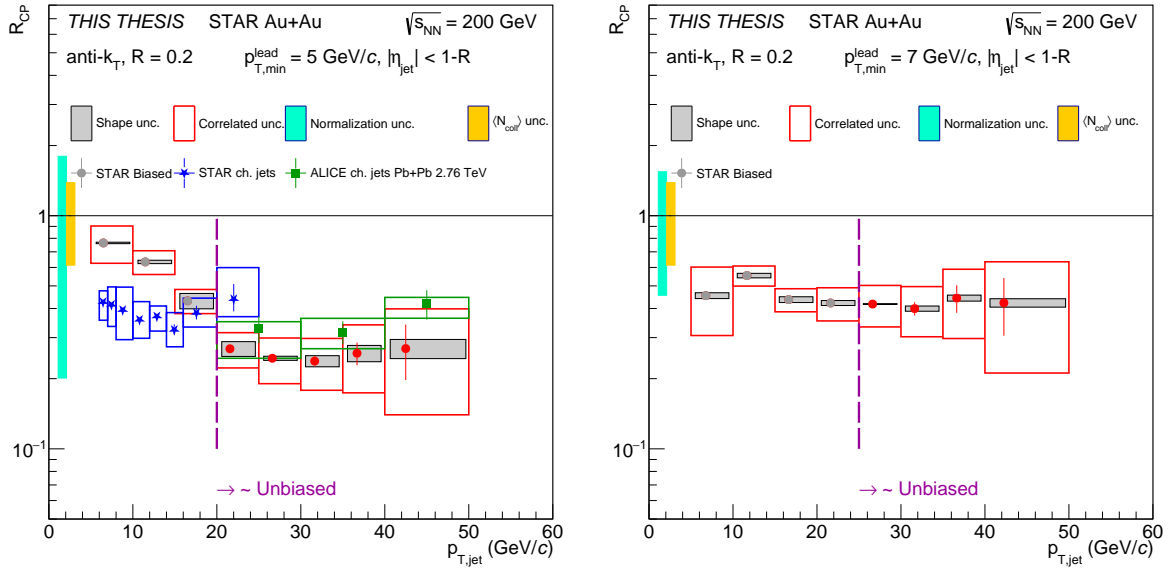 THIS THESIS STAR Au+Au √s_NN = 200 GeV
anti-k_T, R = 0.2 p_T,min^lead = 5 GeV/c, |η_jet| < 1-R
Shape unc. Correlated unc. Normalization unc. ⟨N_coll⟩ unc.
STAR Biased STAR ch. jets ALICE ch. jets Pb+Pb 2.76 TeV
R_CP
1
10^−1
→ ~ Unbiased
0 10 20 30 40 50 60
p_T,jet (GeV/c)
THIS THESIS STAR Au+Au √s_NN = 200 GeV
anti-k_T, R = 0.2 p_T,min^lead = 7 GeV/c, |η_jet| < 1-R
Shape unc. Correlated unc. Normalization unc. ⟨N_coll⟩ unc.
STAR Biased
R_CP
1
10^−1
→ ~ Unbiased
0 10 20 30 40 50 60
p_T,jet (GeV/c)